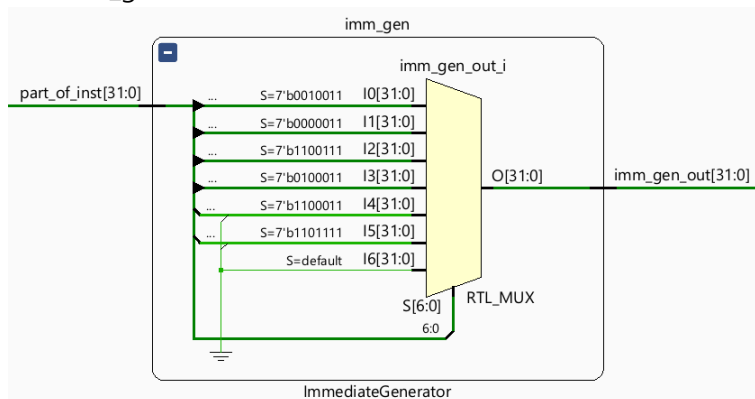 imm_gen
imm_gen_out_i
part_of_inst[31:0]
... S=7'b0010011 I0[31:0]
... S=7'b0000011 I1[31:0]
... S=7'b1100111 I2[31:0]
... S=7'b0100011 I3[31:0]
O[31:0] imm_gen_out[31:0]
... S=7'b1100011 I4[31:0]
... S=7'b1101111 I5[31:0]
S=default I6[31:0]
S[6:0] RTL_MUX
6:0
ImmediateGenerator